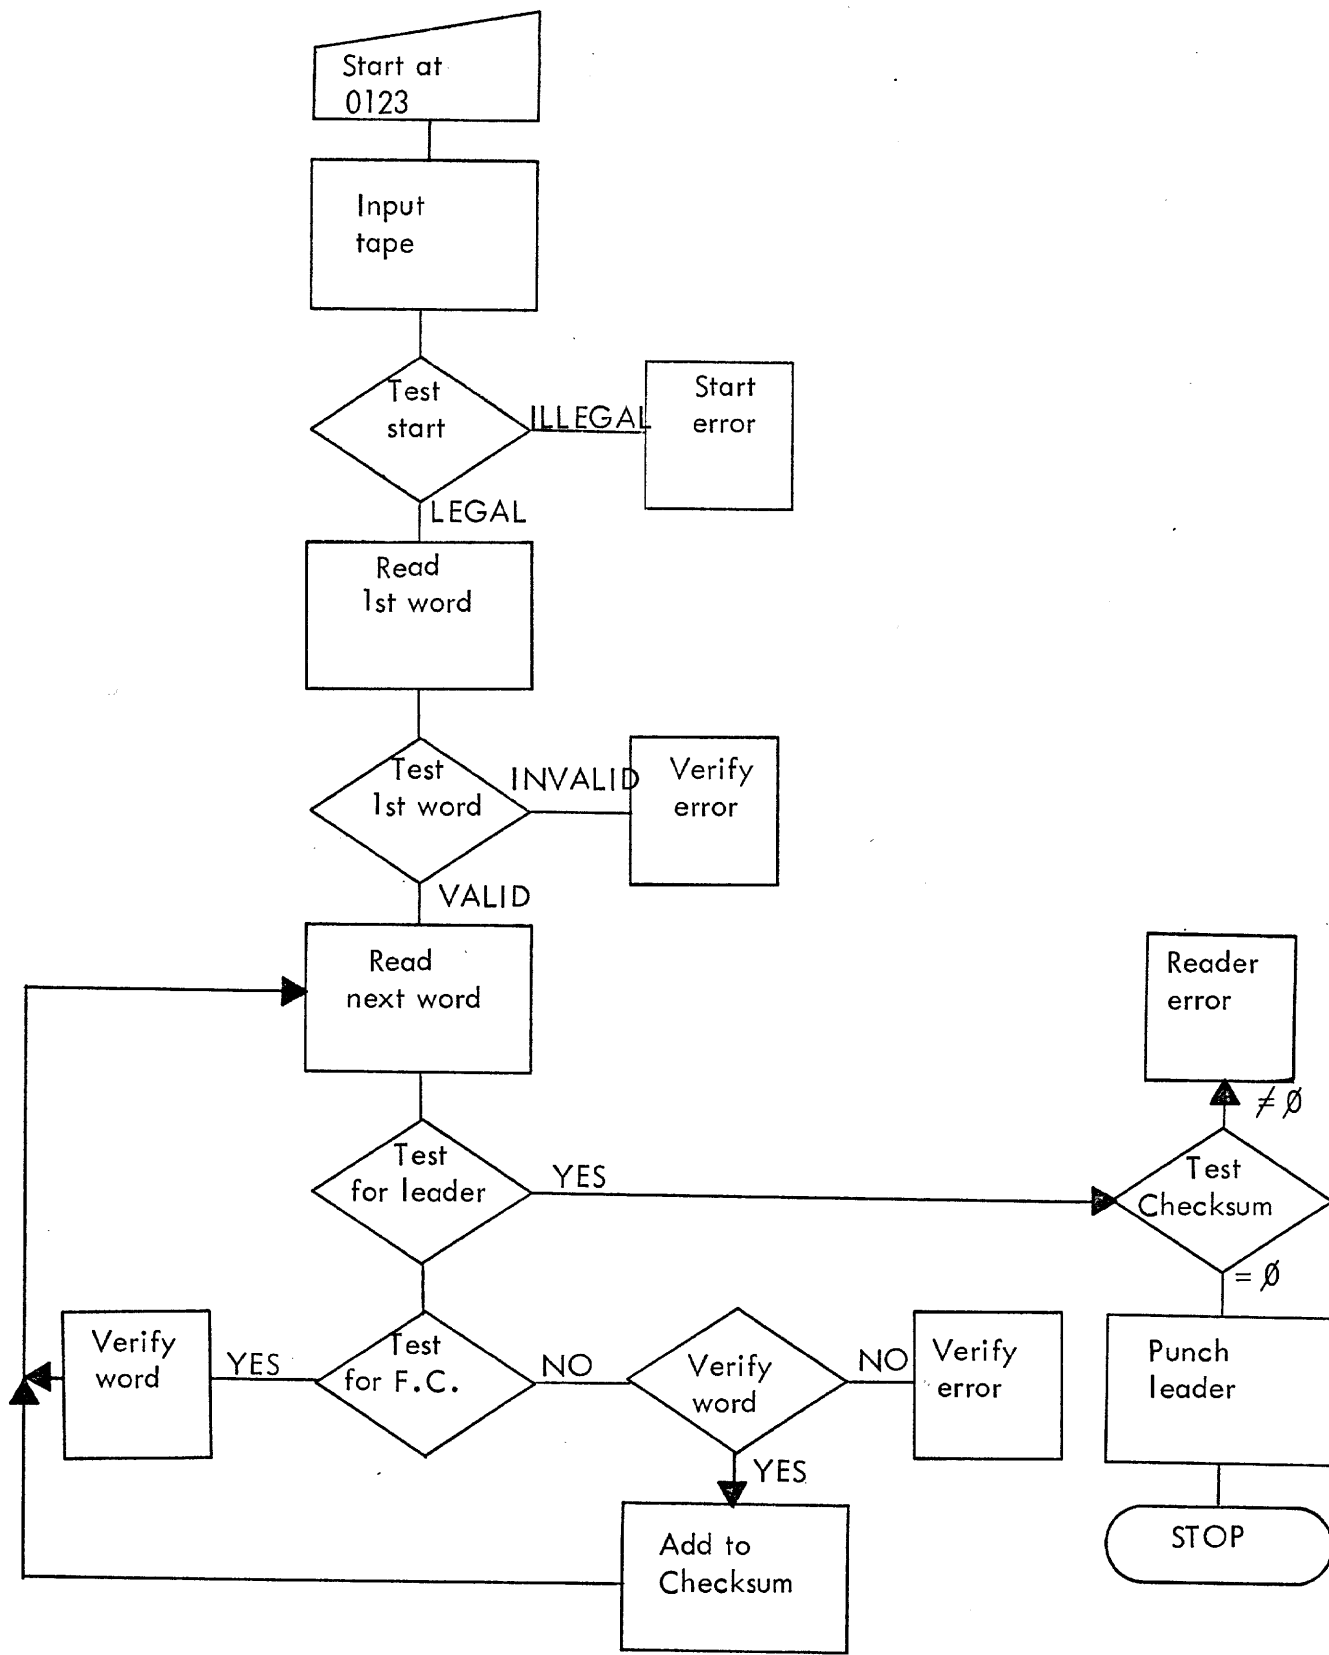 Start at
0123
Input
tape
Test
start
ILLEGAL
Start
error
LEGAL
Read
1st word
Test
1st word
INVALID
Verify
error
VALID
Read
next word
Reader
error
≠ Ø
Test
for leader
YES
Test
Checksum
= Ø
Verify
word
YES
Test
for F.C.
NO
Verify
word
NO
Verify
error
Punch
leader
YES
Add to
Checksum
STOP